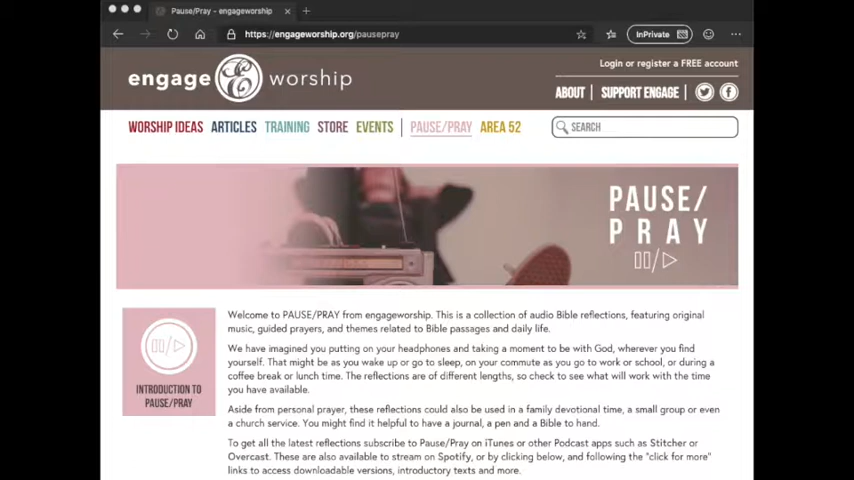 Pause/Pray - engageworship
https://engageworship.org/pausepray
InPrivate
engage E worship
Login or register a FREE account
ABOUT | SUPPORT ENGAGE |
WORSHIP IDEAS ARTICLES TRAINING STORE EVENTS | PAUSE/PRAY AREA 52
SEARCH
PAUSE/
PRAY
INTRODUCTION TO
PAUSE/PRAY
Welcome to PAUSE/PRAY from engageworship. This is a collection of audio Bible reflections, featuring original
music, guided prayers, and themes related to Bible passages and daily life.
We have imagined you putting on your headphones and taking a moment to be with God, wherever you find
yourself. That might be as you wake up or go to sleep, on your commute as you go to work or school, or during a
coffee break or lunch time. The reflections are of different lengths, so check to see what will work with the time
you have available.
Aside from personal prayer, these reflections could also be used in a family devotional time, a small group or even
a church service. You might find it helpful to have a journal, a pen and a Bible to hand.
To get all the latest reflections subscribe to Pause/Pray on iTunes or other Podcast apps such as Stitcher or
Overcast. These are also available to stream on Spotify, or by clicking below, and following the "click for more"
links to access downloadable versions, introductory texts and more.